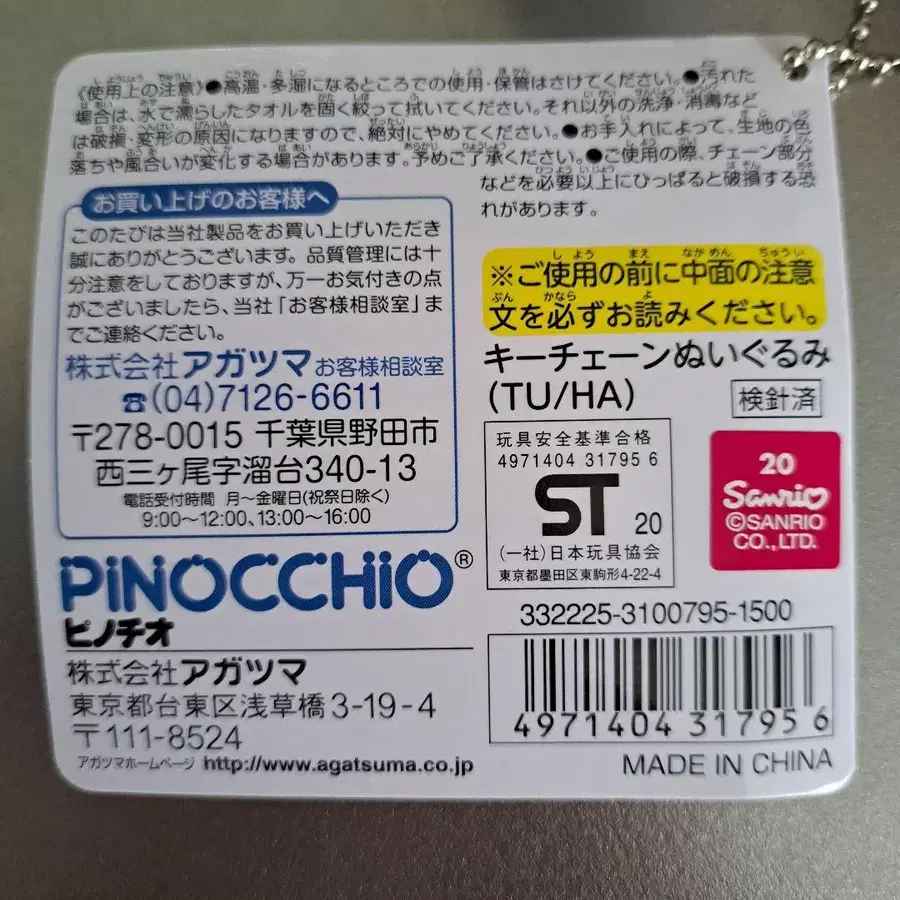 《使用上の注意》●高温・多湿になるところでの使用・保管はさけてください。●汚れた
場合は、水で濡らしたタオルを固く絞って拭いてください。それ以外の洗浄・消毒など
は破損、変形の原因になりますので、絶対にやめてください。●お手入れによって、生地の色
落ちや風合いが変化する場合があります。予めご了承ください。●ご使用の際、チェーン部分
などを必要以上にひっぱると破損する恐
れがあります。
お買い上げのお客様へ
このたびは当社製品をお買い上げいただき
誠にありがとうございます。品質管理には十
分注意をしておりますが、万一お気付きの点
がございましたら、当社「お客様相談室」ま
でご連絡ください。
株式会社アガツマお客様相談室
☎(04)7126-6611
〒278-0015 千葉県野田市
西三ヶ尾字溜台340-13
電話受付時間 月〜金曜日(祝祭日除く)
9:00〜12:00、13:00〜16:00
PINOCCHIO®
ピノチオ
株式会社アガツマ
東京都台東区浅草橋3-19-4
〒111-8524
アガツマホームページ http://www.agatsuma.co.jp
※ご使用の前に中面の注意
文を必ずお読みください。
キーチェーンぬいぐるみ
(TU/HA)
検針済
玩具安全基準合格
4971404 31795 6
ST 20
(一社)日本玩具協会
東京都墨田区東駒形4-22-4
20
Sanrio
©SANRIO
CO.,LTD.
332225-3100795-1500
4971404 317956
MADE IN CHINA